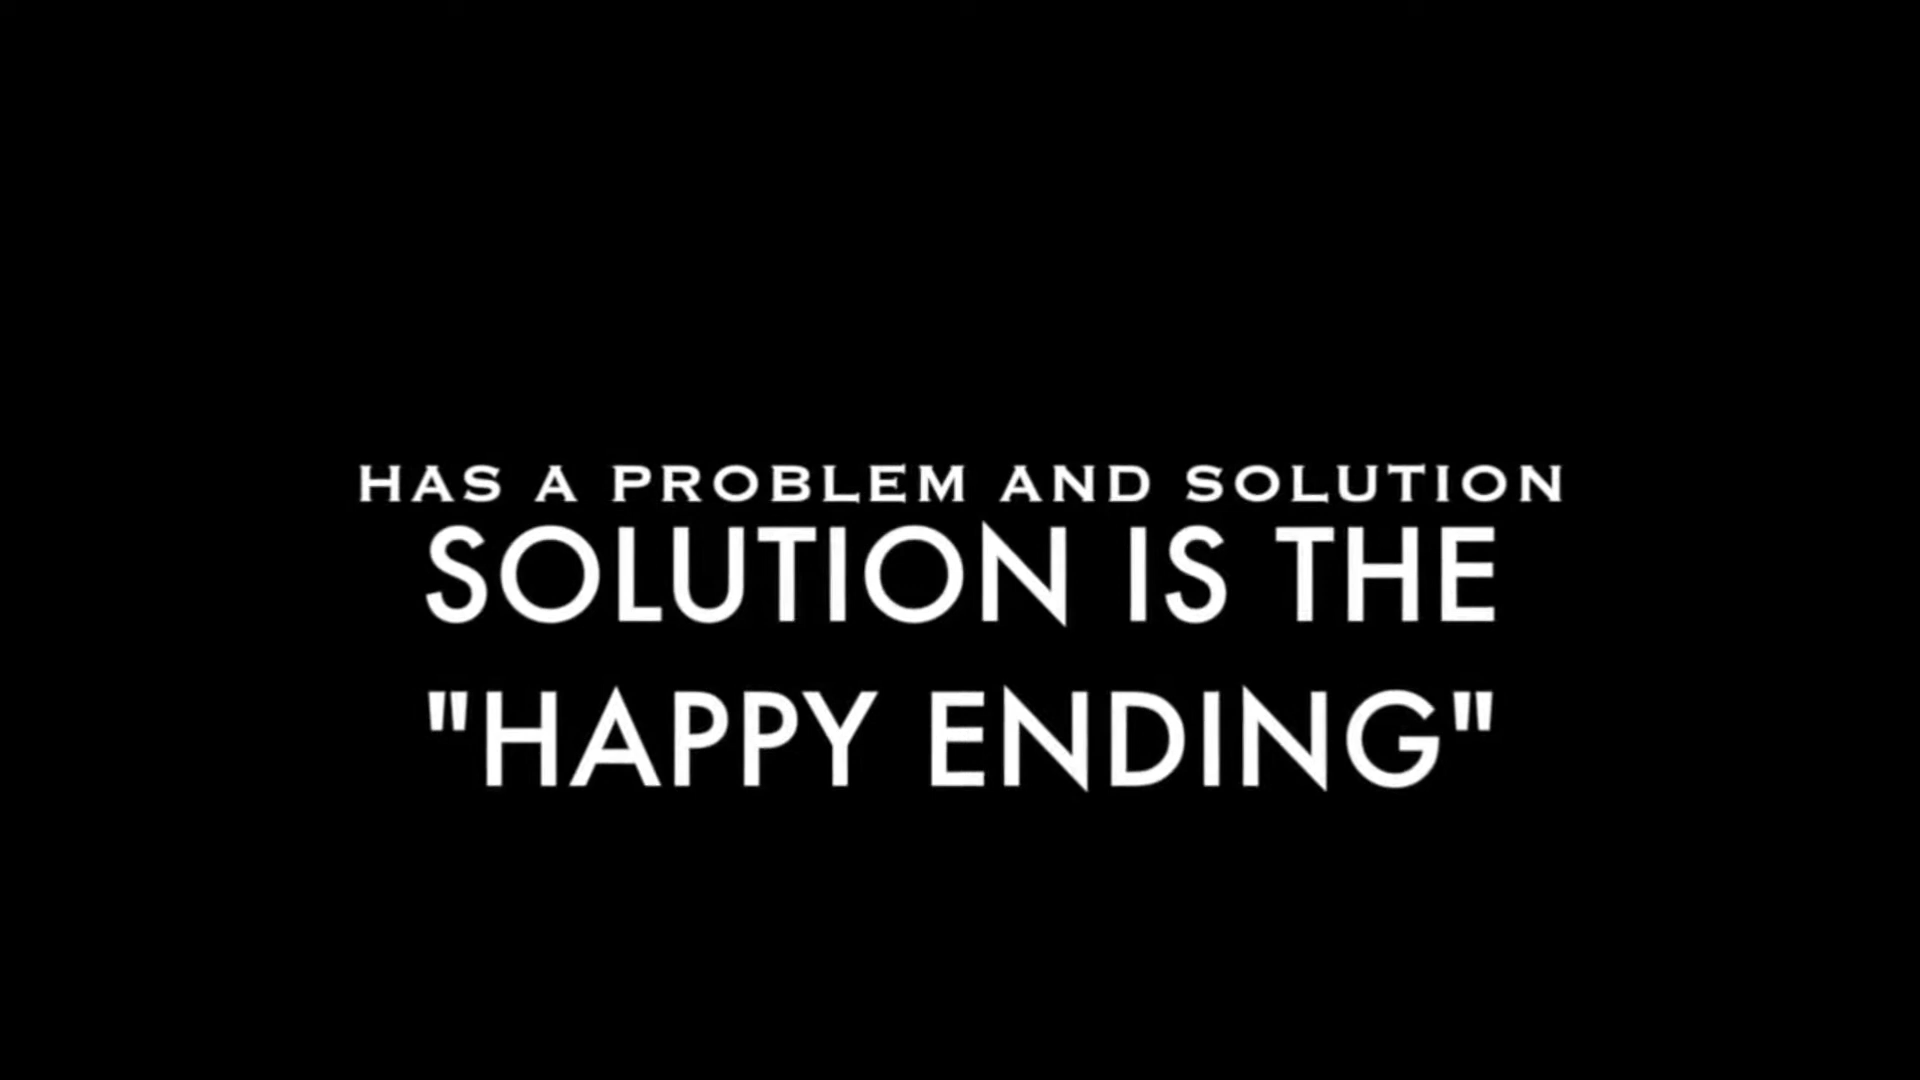 HAS A PROBLEM AND SOLUTION
SOLUTION IS THE
"HAPPY ENDING"